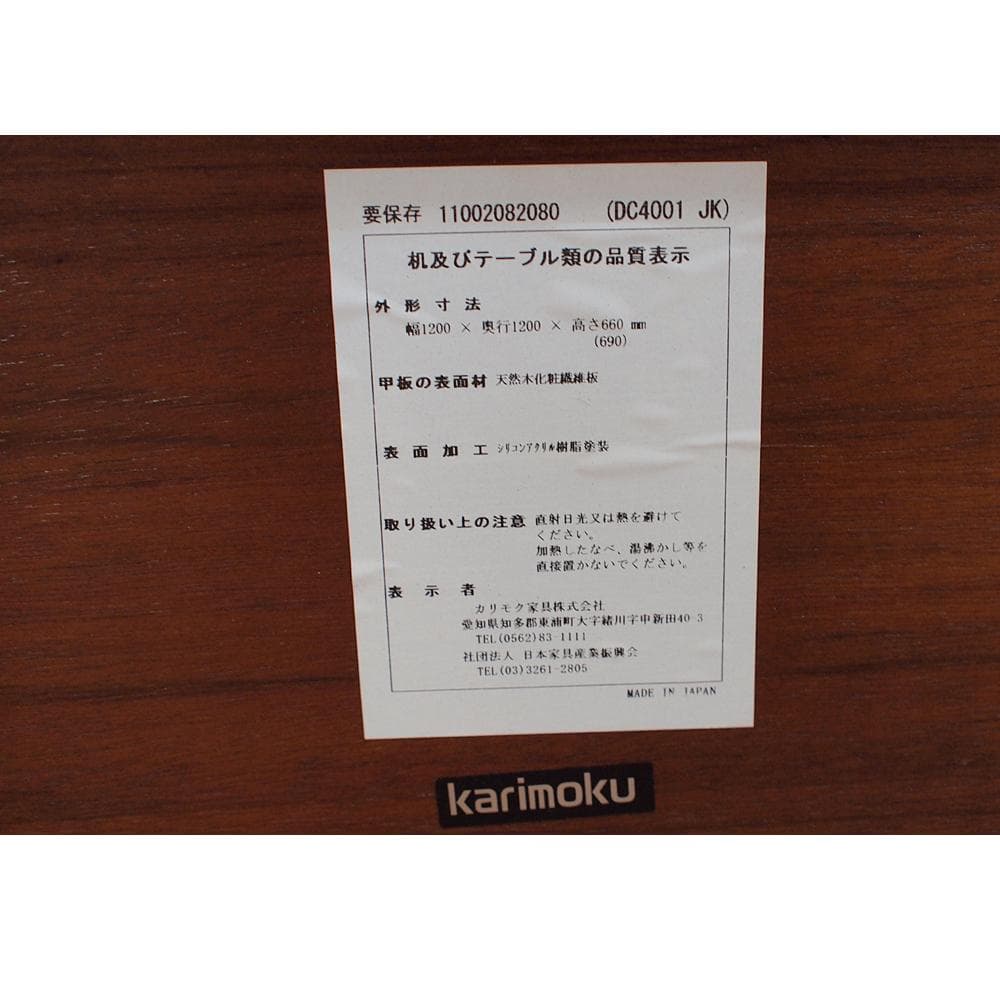 要保存 11002082080 (DC4001 JK)
机及びテーブル類の品質表示
外形寸法
幅1200 × 奥行1200 × 高さ660 mm
(690)
甲板の表面材 天然木化粧繊維板
表面加工 シリコンアクリル樹脂塗装
取り扱い上の注意 直射日光又は熱を避けて
ください。
加熱したなべ、湯沸かし等を
直接置かないでください。
表示者
カリモク家具株式会社
愛知県知多郡東浦町大字緒川字申新田40-3
TEL(0562)83-1111
社団法人 日本家具産業振興会
TEL(03)3261-2805
MADE IN JAPAN
karimoku